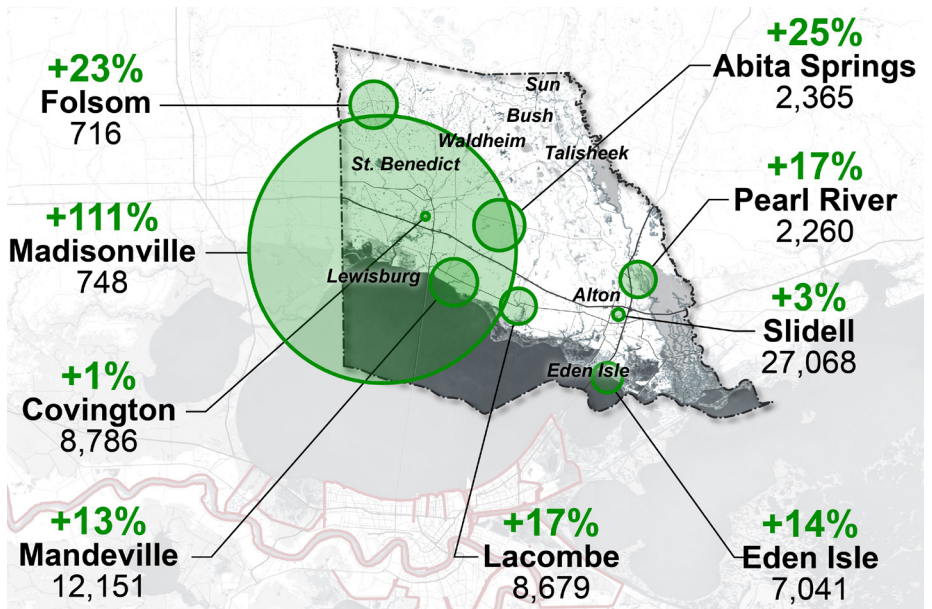 +23%
Folsom
716
+25%
Abita Springs
2,365
Sun
Bush
Waldheim
Talisheek
St. Benedict
+17%
Pearl River
2,260
+111%
Madisonville
748
Lewisburg
Alton
+3%
Slidell
27,068
Eden Isle
+1%
Covington
8,786
+13%
Mandeville
12,151
+17%
Lacombe
8,679
+14%
Eden Isle
7,041